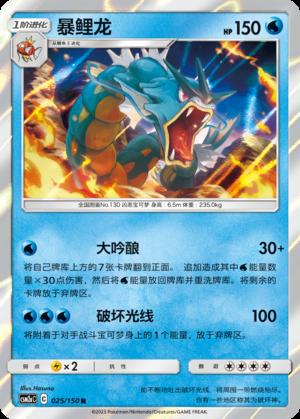 1阶进化
暴鲤龙
HP 150
从鲤鱼王进化
全国图鉴No.130 凶恶宝可梦 身高：6.5m 体重：235.0kg
大吟酿 30+
将自己牌库上方的7张卡牌翻到正面。追加造成其中能量数
量×30点伤害，然后将能量放回牌库并重洗牌库。将剩余的
卡牌放于弃牌区。
破坏光线 100
将附着于对手战斗宝可梦身上的1个能量，放于弃牌区。
弱点 ×2 抵抗力 撤退
illus.Hasuno
CSM2a C C 025/150 R
©2023 Pokémon/Nintendo/Creatures/GAME FREAK.